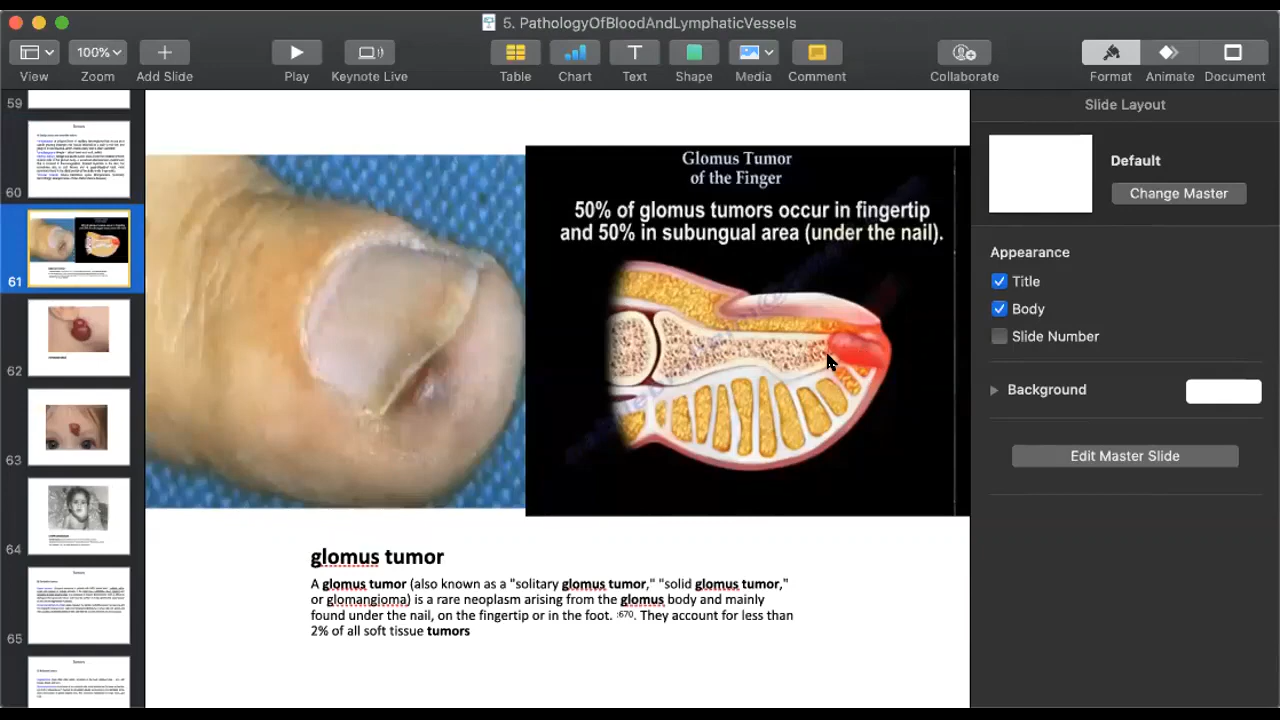 5. PathologyOfBloodAndLymphaticVessels
100%
View
Zoom
Add Slide
Play
Keynote Live
Table
Chart
Text
Shape
Media
Comment
Collaborate
Format
Animate
Document
59
60
61
62
63
64
65
Glomus Tumor
of the Finger
50% of glomus tumors occur in fingertip
and 50% in subungual area (under the nail).
glomus tumor
A glomus tumor (also known as a "solitary glomus tumor," "solid glomus tumor,"
or glomangioma) is a rare neoplasm arising from the glomus body and mainly
found under the nail, on the fingertip or in the foot. :670. They account for less than
2% of all soft tissue tumors
Slide Layout
Default
Change Master
Appearance
Title
Body
Slide Number
Background
Edit Master Slide